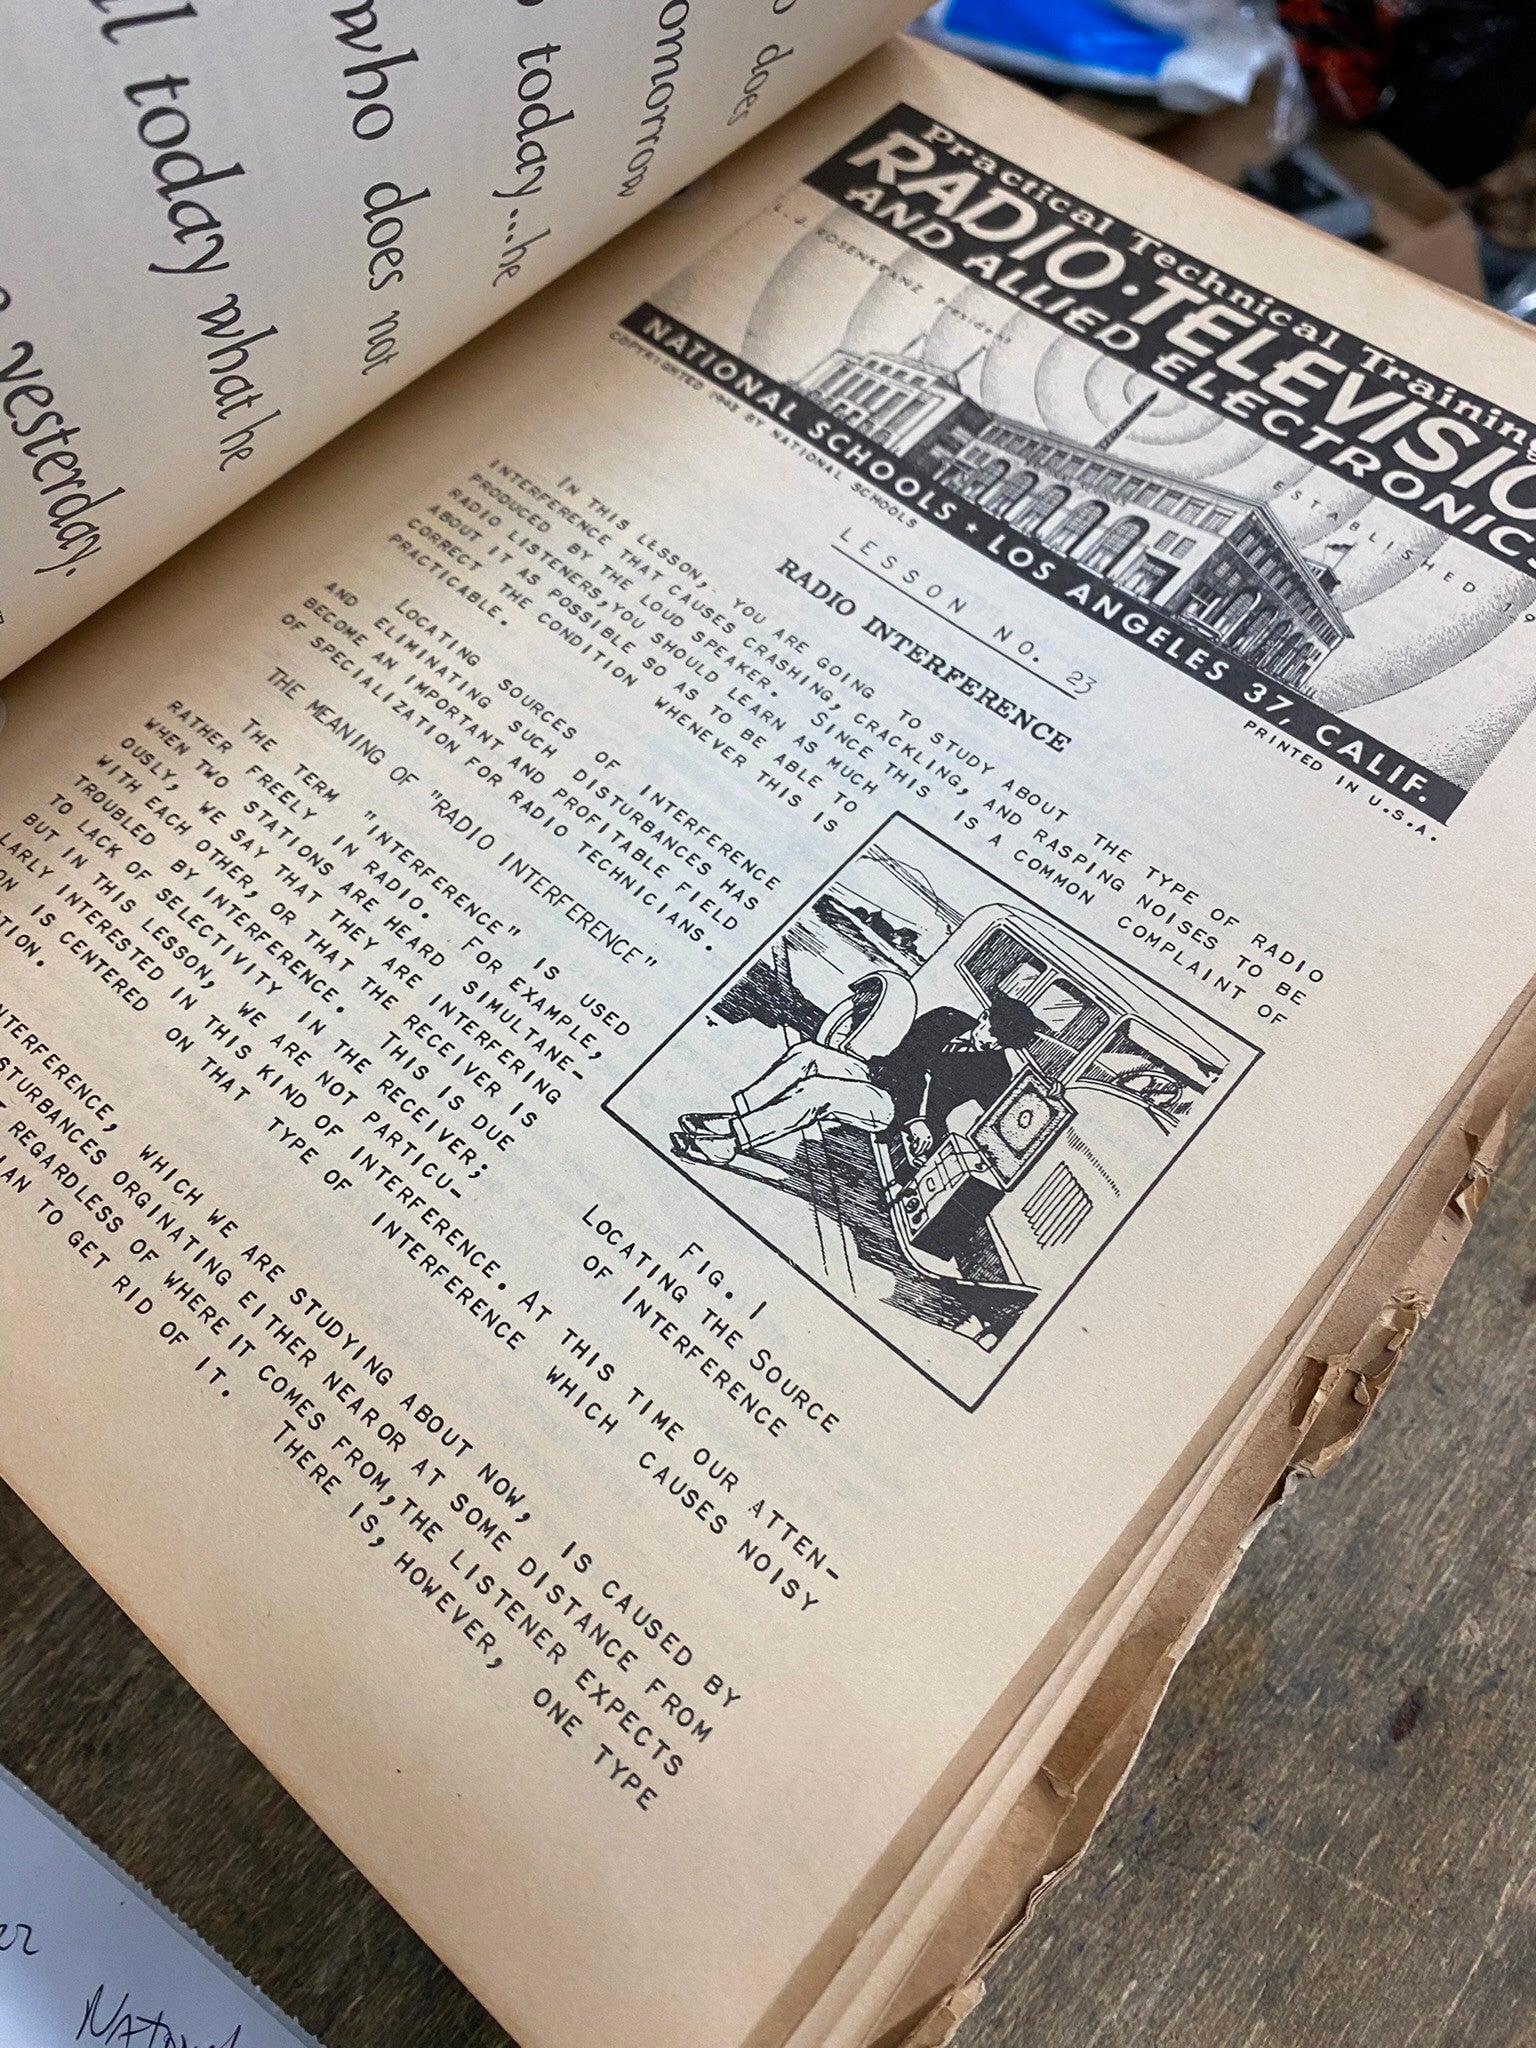 o does
omorrow
o today...he
who does not
ll today what he
yesterday.
Practical Technical Training
RADIO·TELEVISIO
AND ALLIED ELECTRONICS
L.J. ROSENKRANZ President
ESTABLISHED 19
NATIONAL SCHOOLS ★ LOS ANGELES 37, CALIF.
COPYRIGHTED 1945 BY NATIONAL SCHOOLS
PRINTED IN U.S.A.
LESSON NO. 23
RADIO INTERFERENCE
IN THIS LESSON, YOU ARE GOING TO STUDY ABOUT THE TYPE OF RADIO
INTERFERENCE THAT CAUSES CRASHING, CRACKLING, AND RASPING NOISES TO BE
PRODUCED BY THE LOUD SPEAKER. SINCE THIS IS A COMMON COMPLAINT OF
RADIO LISTENERS, YOU SHOULD LEARN AS MUCH
ABOUT IT AS POSSIBLE SO AS TO BE ABLE TO
CORRECT THE CONDITION WHENEVER THIS IS
PRACTICABLE.
LOCATING SOURCES OF INTERFERENCE
AND ELIMINATING SUCH DISTURBANCES HAS
BECOME AN IMPORTANT AND PROFITABLE FIELD
OF SPECIALIZATION FOR RADIO TECHNICIANS.
THE MEANING OF "RADIO INTERFERENCE"
THE TERM "INTERFERENCE" IS USED
RATHER FREELY IN RADIO. FOR EXAMPLE,
WHEN TWO STATIONS ARE HEARD SIMULTANE-
OUSLY, WE SAY THAT THEY ARE INTERFERING
WITH EACH OTHER, OR THAT THE RECEIVER IS
TROUBLED BY INTERFERENCE. THIS IS DUE
TO LACK OF SELECTIVITY IN THE RECEIVER;
BUT IN THIS LESSON, WE ARE NOT PARTICU-
LARLY INTERESTED IN THIS KIND OF INTERFERENCE. AT THIS TIME OUR ATTEN-
ON IS CENTERED ON THAT TYPE OF INTERFERENCE WHICH CAUSES NOISY
TION.
FIG. 1
LOCATING THE SOURCE
OF INTERFERENCE
NTERFERENCE, WHICH WE ARE STUDYING ABOUT NOW, IS CAUSED BY
STURBANCES ORGINATING EITHER NEAROR AT SOME DISTANCE FROM
T REGARDLESS OF WHERE IT COMES FROM, THE LISTENER EXPECTS
LAN TO GET RID OF IT. THERE IS, HOWEVER, ONE TYPE